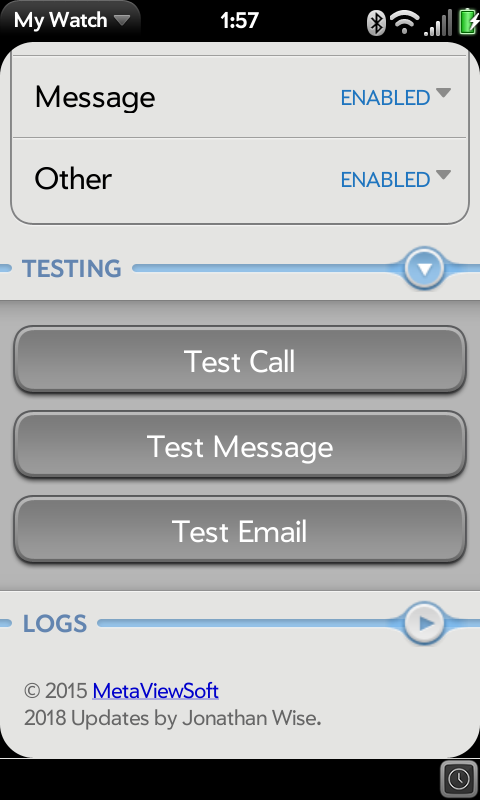 My Watch 1:57
Message ENABLED
Other ENABLED
TESTING
Test Call
Test Message
Test Email
LOGS
© 2015 MetaViewSoft
2018 Updates by Jonathan Wise.